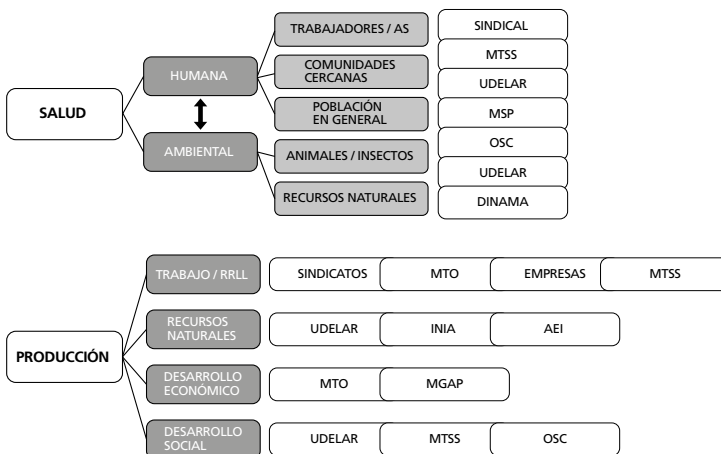 SALUD
HUMANA
AMBIENTAL
TRABAJADORES / AS
COMUNIDADES
CERCANAS
POBLACIÓN
EN GENERAL
ANIMALES / INSECTOS
RECURSOS NATURALES
SINDICAL
MTSS
UDELAR
MSP
OSC
UDELAR
DINAMA
PRODUCCIÓN
TRABAJO / RRLL
SINDICATOS
MTO
EMPRESAS
MTSS
RECURSOS
NATURALES
UDELAR
INIA
AEI
DESARROLLO
ECONÓMICO
MTO
MGAP
DESARROLLO
SOCIAL
UDELAR
MTSS
OSC